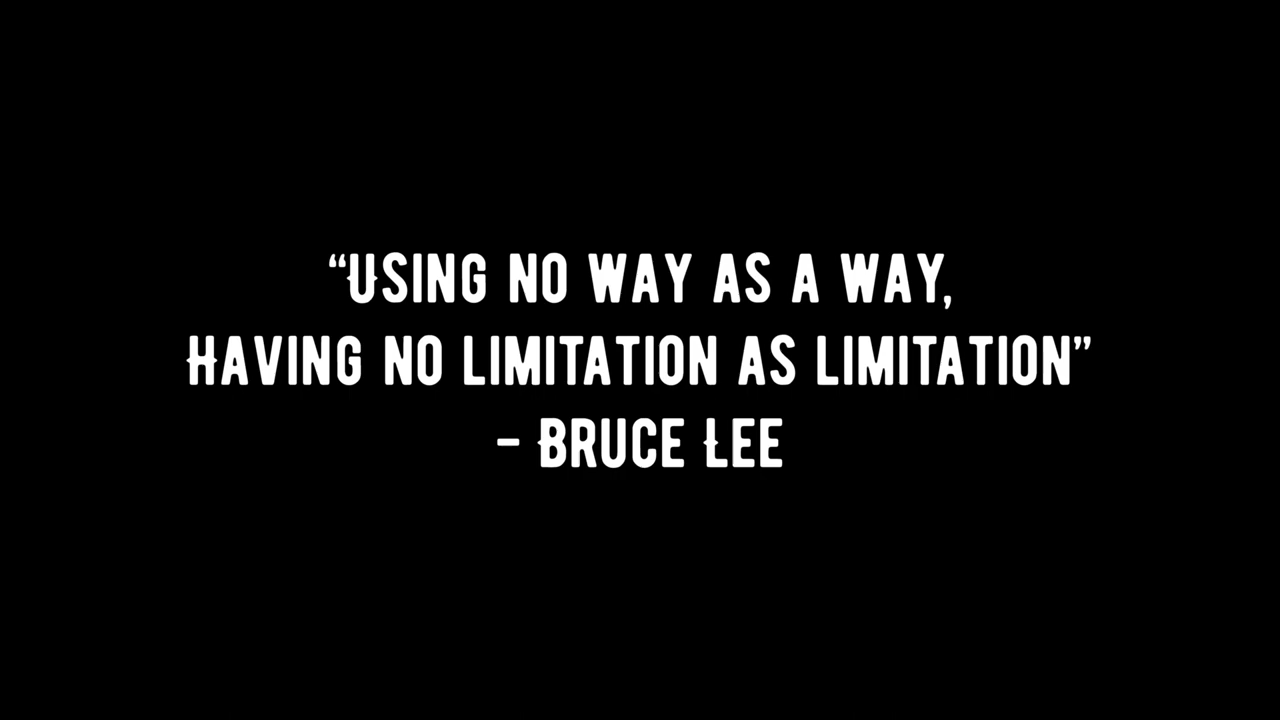 “Using no way as a way,
Having no limitation as limitation”
- Bruce Lee